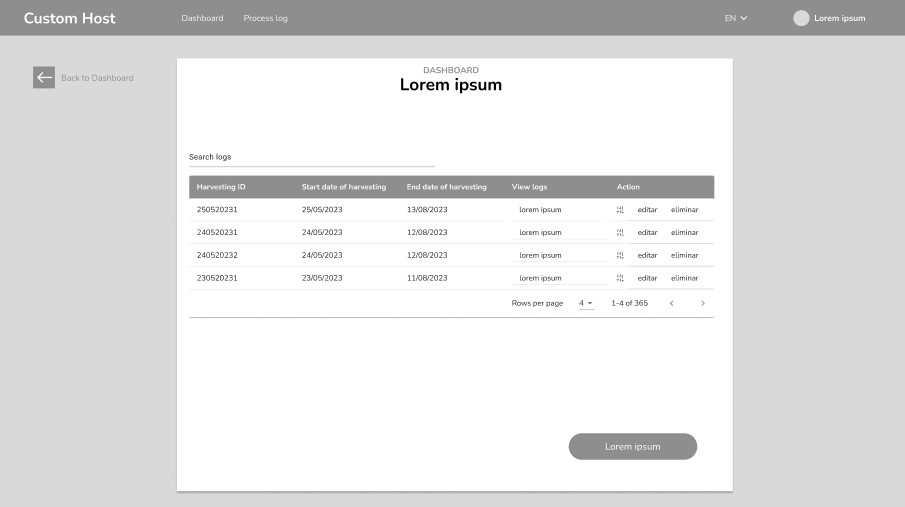 Custom Host Dashboard Process log EN Lorem ipsum
Back to Dashboard
DASHBOARD
Lorem ipsum
Search logs
Harvesting ID Start date of harvesting End date of harvesting View logs Action
250520231 25/05/2023 13/08/2023 lorem ipsum editar eliminar
240520231 24/05/2023 12/08/2023 lorem ipsum editar eliminar
240520232 24/05/2023 12/08/2023 lorem ipsum editar eliminar
230520231 23/05/2023 11/08/2023 lorem ipsum editar eliminar
Rows per page 4 1-4 of 365
Lorem ipsum